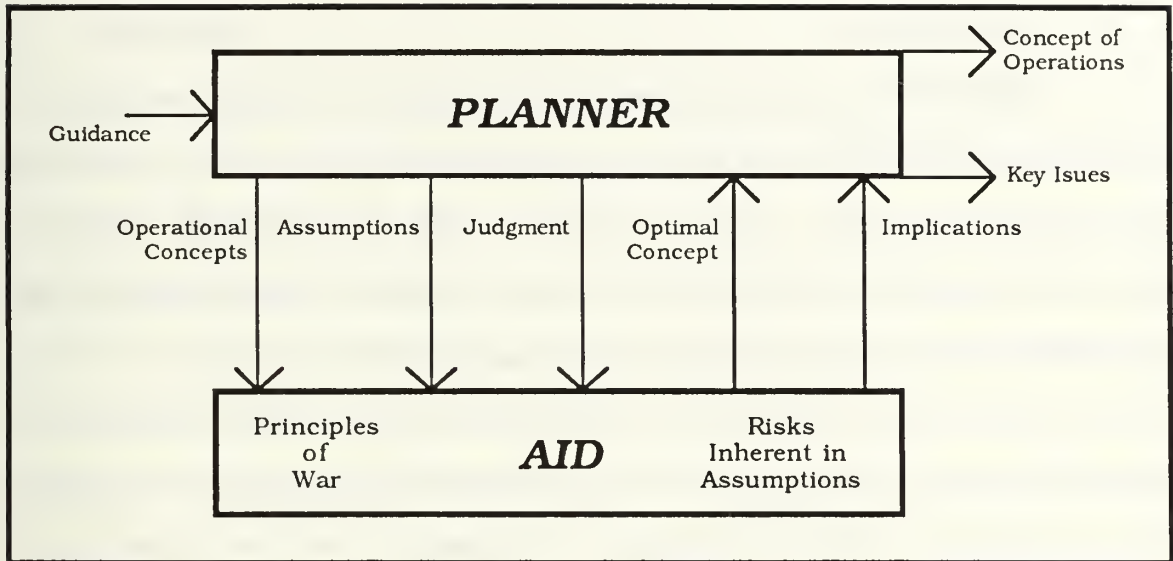 Concept of
Operations
PLANNER
Guidance
Key Isues
Operational
Concepts
Assumptions
Judgment
Optimal
Concept
Implications
Principles
of
War
AID
Risks
Inherent in
Assumptions